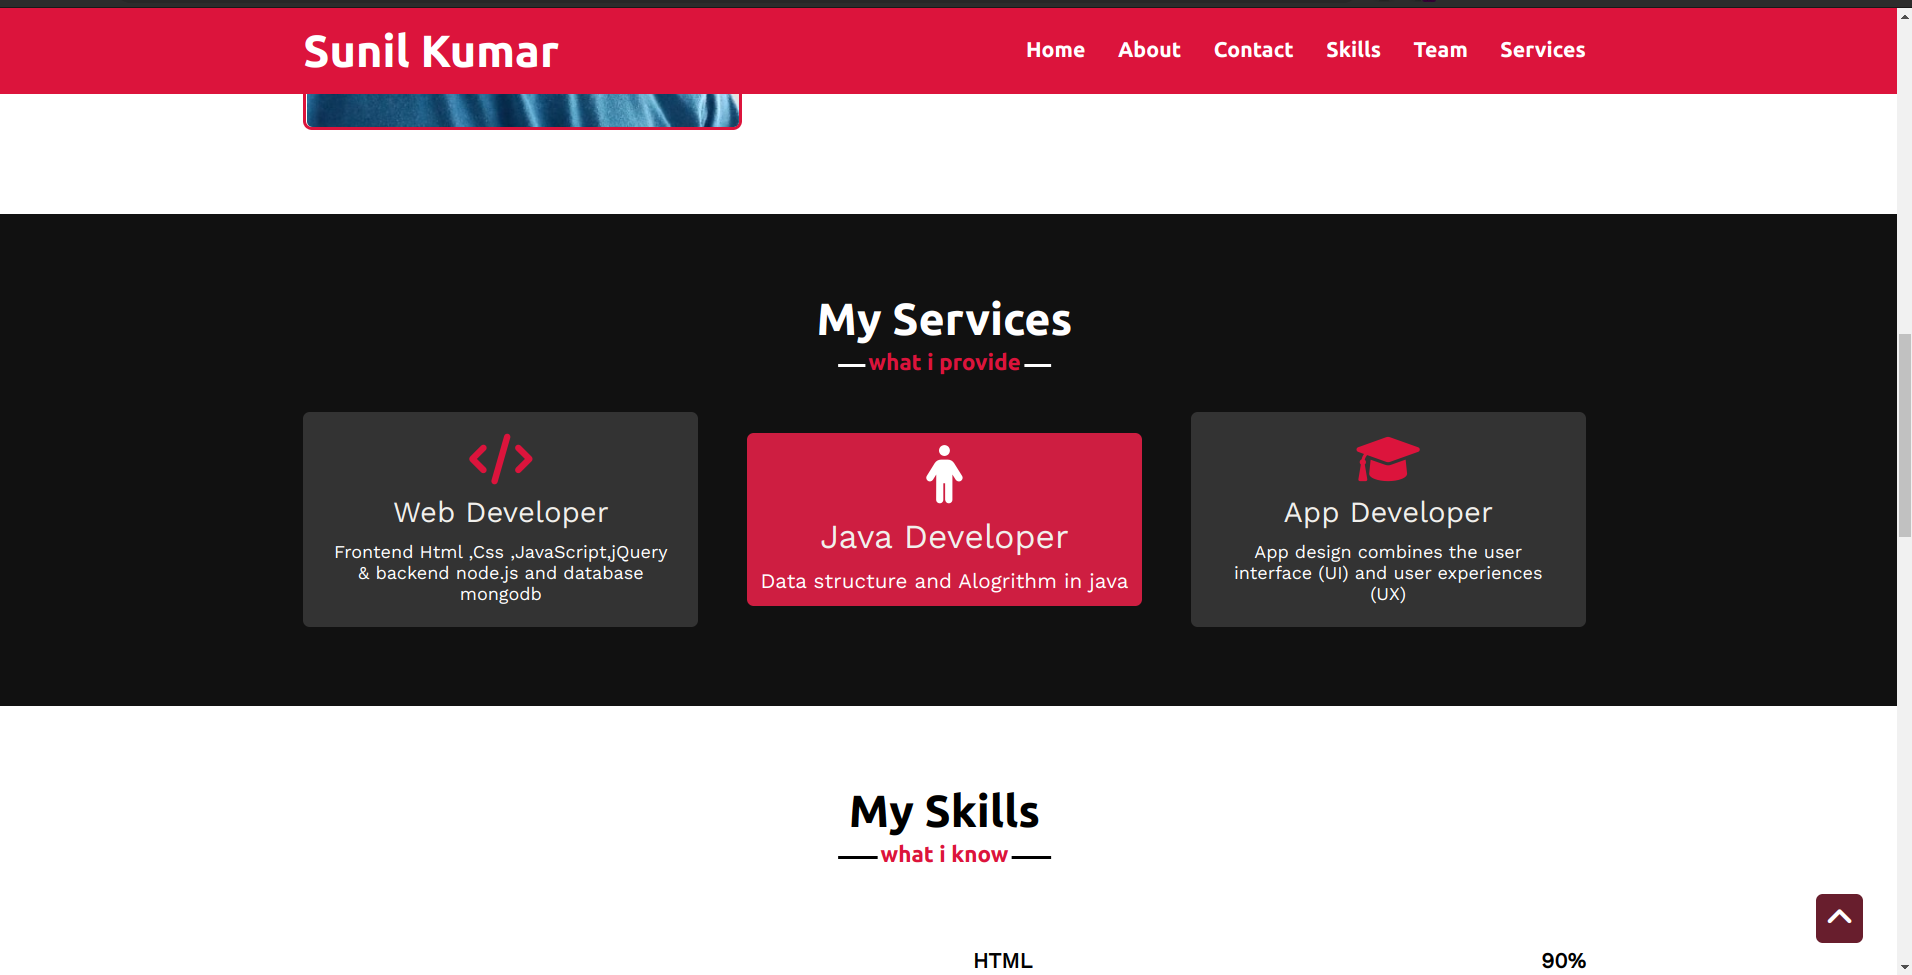 Sunil Kumar
Home About Contact Skills Team Services
My Services
what i provide
Web Developer
Frontend Html ,Css ,JavaScript,jQuery
& backend node.js and database
mongodb
Java Developer
Data structure and Alogrithm in java
App Developer
App design combines the user
interface (UI) and user experiences
(UX)
My Skills
what i know
HTML 90%